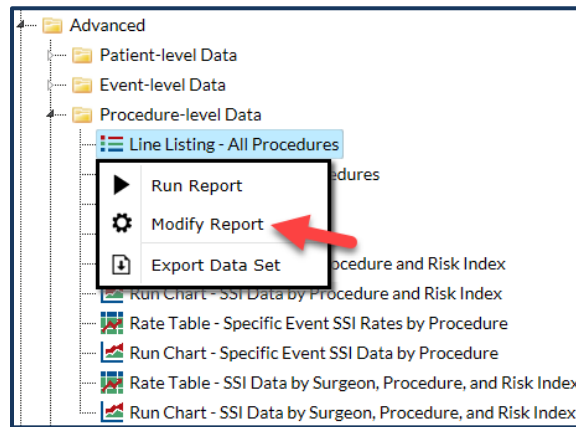 Advanced
Patient-level Data
Event-level Data
Procedure-level Data
Line Listing - All Procedures
Run Report
Modify Report
Export Data Set
ocedure and Risk Index
Run Chart - SSI Data by Procedure and Risk Index
Rate Table - Specific Event SSI Rates by Procedure
Run Chart - Specific Event SSI Data by Procedure
Rate Table - SSI Data by Surgeon, Procedure, and Risk Index
Run Chart - SSI Data by Surgeon, Procedure, and Risk Index